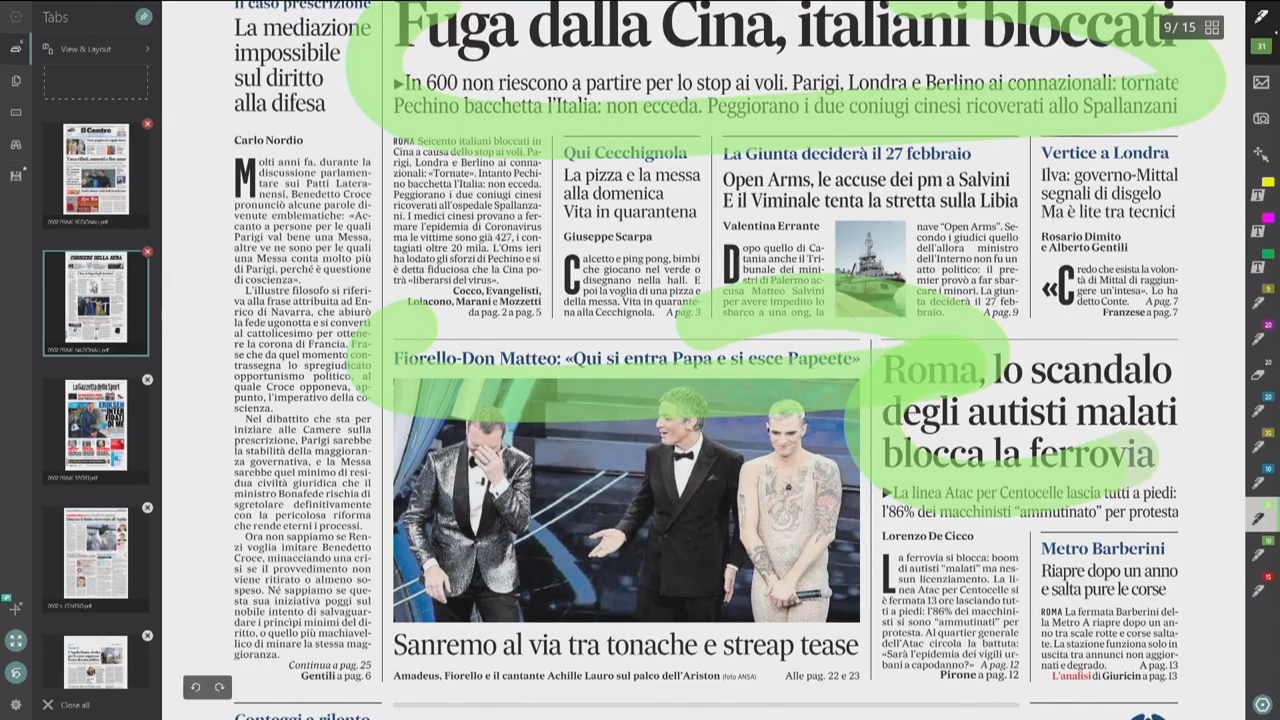 Tabs
View & Layout
0502 PRIME REGIONALI.pdf
CORRIERE DELLA SERA
0502 PRIME NAZIONALI.pdf
La Gazzetta dello Sport
0502 PRIME SPORT.pdf
0502 IL CENTRO.pdf
Close all
9 / 15
31
Il caso prescrizione
La mediazione
impossibile
sul diritto
alla difesa
Carlo Nordio
Molti anni fa, durante la
discussione parlamen-
tare sui Patti Latera-
nensi, Benedetto Croce
pronunciò alcune parole di-
venute emblematiche: «Ac-
canto a persone per le quali
Parigi val bene una Messa,
altre ve ne sono per le quali
una Messa conta molto più
di Parigi, perché è questione
di coscienza».
L'illustre filosofo si riferi-
va alla frase attribuita ad En-
rico di Navarra, che abiurò
la fede ugonotta e si convertì
al cattolicesimo per ottene-
re la corona di Francia. Fra-
se che da quel momento con-
trassegna lo spregiudicato
opportunismo politico, al
quale Croce opponeva, ap-
punto, l'imperativo della co-
scienza.
Nel dibattito che sta per
iniziare alle Camere sulla
prescrizione, Parigi sarebbe
la stabilità della maggioran-
za governativa, e la Messa
sarebbe quel minimo di resi-
dua civiltà giuridica che il
ministro Bonafede rischia di
sgretolare definitivamente
con la pericolosa riforma
che rende eterni i processi.
Ora non sappiamo se Ren-
zi voglia imitare Benedetto
Croce, minacciando una cri-
si se il provvedimento non
viene ritirato o almeno so-
speso. Né sappiamo se que-
sta sua iniziativa poggi sul
nobile intento di salvaguar-
dare i princìpi minimi del di-
ritto, o quello più machiavel-
lico di minare la stessa mag-
gioranza.
Continua a pag. 25
Gentili a pag. 6
Fuga dalla Cina, italiani bloccati
▸In 600 non riescono a partire per lo stop ai voli. Parigi, Londra e Berlino ai connazionali: tornate
Pechino bacchetta l'Italia: non ecceda. Peggiorano i due coniugi cinesi ricoverati allo Spallanzani
ROMA Seicento italiani bloccati in
Cina a causa dello stop ai voli. Pa-
rigi, Londra e Berlino ai conna-
zionali: «Tornate». Intanto Pechi-
no bacchetta l'Italia: non ecceda.
Peggiorano i due coniugi cinesi
ricoverati all'ospedale Spallanza-
ni. I medici cinesi provano a fer-
mare l'epidemia di Coronavirus
ma le vittime sono già 427, i con-
tagiati oltre 20 mila. L'Oms ieri
ha lodato gli sforzi di Pechino e si
è detta fiduciosa che la Cina po-
trà «liberarsi del virus».
Cocco, Evangelisti,
Loiacono, Marani e Mozzetti
da pag. 2 a pag. 5
Qui Cecchignola
La pizza e la messa
alla domenica
Vita in quarantena
Giuseppe Scarpa
Calcetto e ping pong, bimbi
che giocano nel verde o
disegnano nella hall. E
poi la voglia di una pizza e
della messa. Vita in quarante-
na alla Cecchignola. A pag. 3
La Giunta deciderà il 27 febbraio
Open Arms, le accuse dei pm a Salvini
E il Viminale tenta la stretta sulla Libia
Valentina Errante
Dopo quello di Ca-
tania ora il Tri-
bunale dei mini-
stri di Palermo ac-
cusa Matteo Salvini
per avere impedito lo
sbarco a una ong, la
nave "Open Arms". Se-
condo i giudici quello
dell'allora ministro
dell'Interno non fu un
atto politico: il pre-
mier provò a far sbar-
care i minori. La giun-
ta deciderà il 27 feb-
braio. A pag. 9
Vertice a Londra
Ilva: governo-Mittal
segnali di disgelo
Ma è lite tra tecnici
Rosario Dimito
e Alberto Gentili
«Credo che esista la volon-
tà di Mittal di raggiun-
gere un'intesa». Lo ha
detto Conte. A pag. 7
Franzese a pag. 7
Fiorello-Don Matteo: «Qui si entra Papa e si esce Papeete»
Sanremo al via tra tonache e streap tease
Amadeus, Fiorello e il cantante Achille Lauro sul palco dell'Ariston (foto ANSA) Alle pag. 22 e 23
Roma, lo scandalo
degli autisti malati
blocca la ferrovia
▸La linea Atac per Centocelle lascia tutti a piedi:
l'86% dei macchinisti "ammutinato" per protesta
Lorenzo De Cicco
La ferrovia si blocca: boom
di autisti "malati" ma nes-
sun licenziamento. La li-
nea Atac per Centocelle si
è fermata 13 ore lasciando tut-
ti a piedi: l'86% dei macchini-
sti si sono "ammutinati" per
protesta. Al quartier generale
dell'Atac circola la battuta:
«Sarà l'epidemia dei vigili ur-
bani a capodanno?» A pag. 12
Pirone a pag. 12
Metro Barberini
Riapre dopo un anno
e salta pure le corse
ROMA La fermata Barberini del-
la Metro A riapre dopo un an-
no tra scale rotte e corse salta-
te. La stazione funziona solo in
uscita tra annunci non aggior-
nati e degrado. A pag. 13
L'analisi di Giuricin a pag. 13